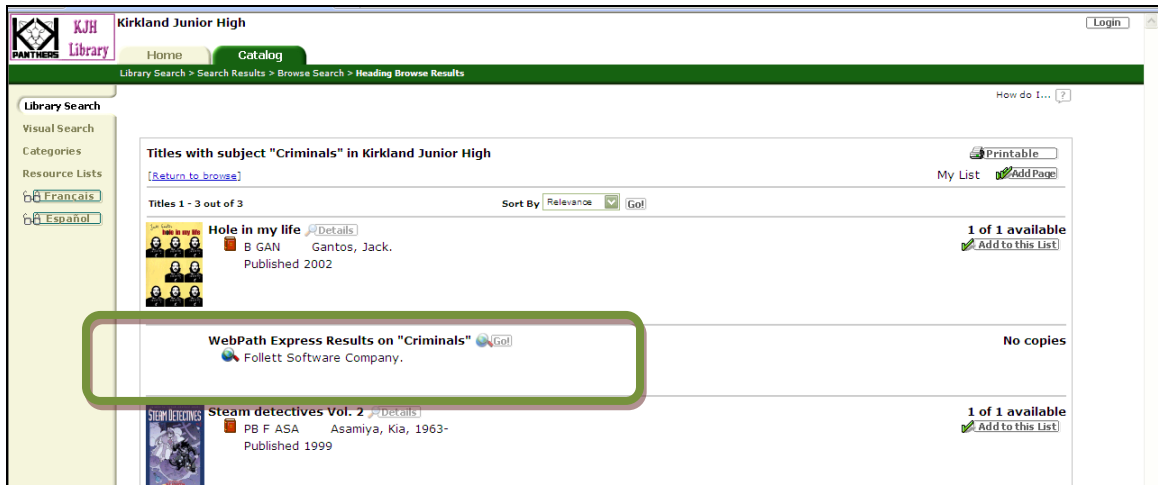 KJH
Library
PANTHERS
Kirkland Junior High
Login
Home
Catalog
Library Search > Search Results > Browse Search > Heading Browse Results
How do I... ?
Library Search
Visual Search
Categories
Resource Lists
Français
Español
Titles with subject "Criminals" in Kirkland Junior High
Printable
[Return to browse]
My List Add Page
Titles 1 - 3 out of 3
Sort By Relevance Go!
hole in my life
Hole in my life Details
1 of 1 available
B GAN Gantos, Jack.
Add to this List
Published 2002
WebPath Express Results on "Criminals" Go!
No copies
Follett Software Company.
STEAM DETECTIVES
Steam detectives Vol. 2 Details
1 of 1 available
PB F ASA Asamiya, Kia, 1963-
Add to this List
Published 1999